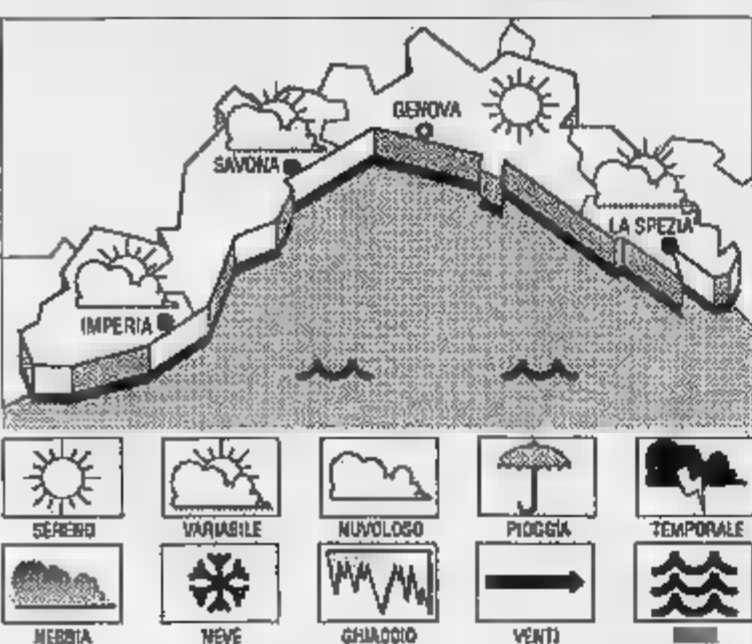 GENOVA
SAVONA
LA SPEZIA
IMPERIA
SERENO VARIABILE NUVOLOSO PIOGGIA TEMPORALE
NEBBIA NEVE GHIACCIO VENTI